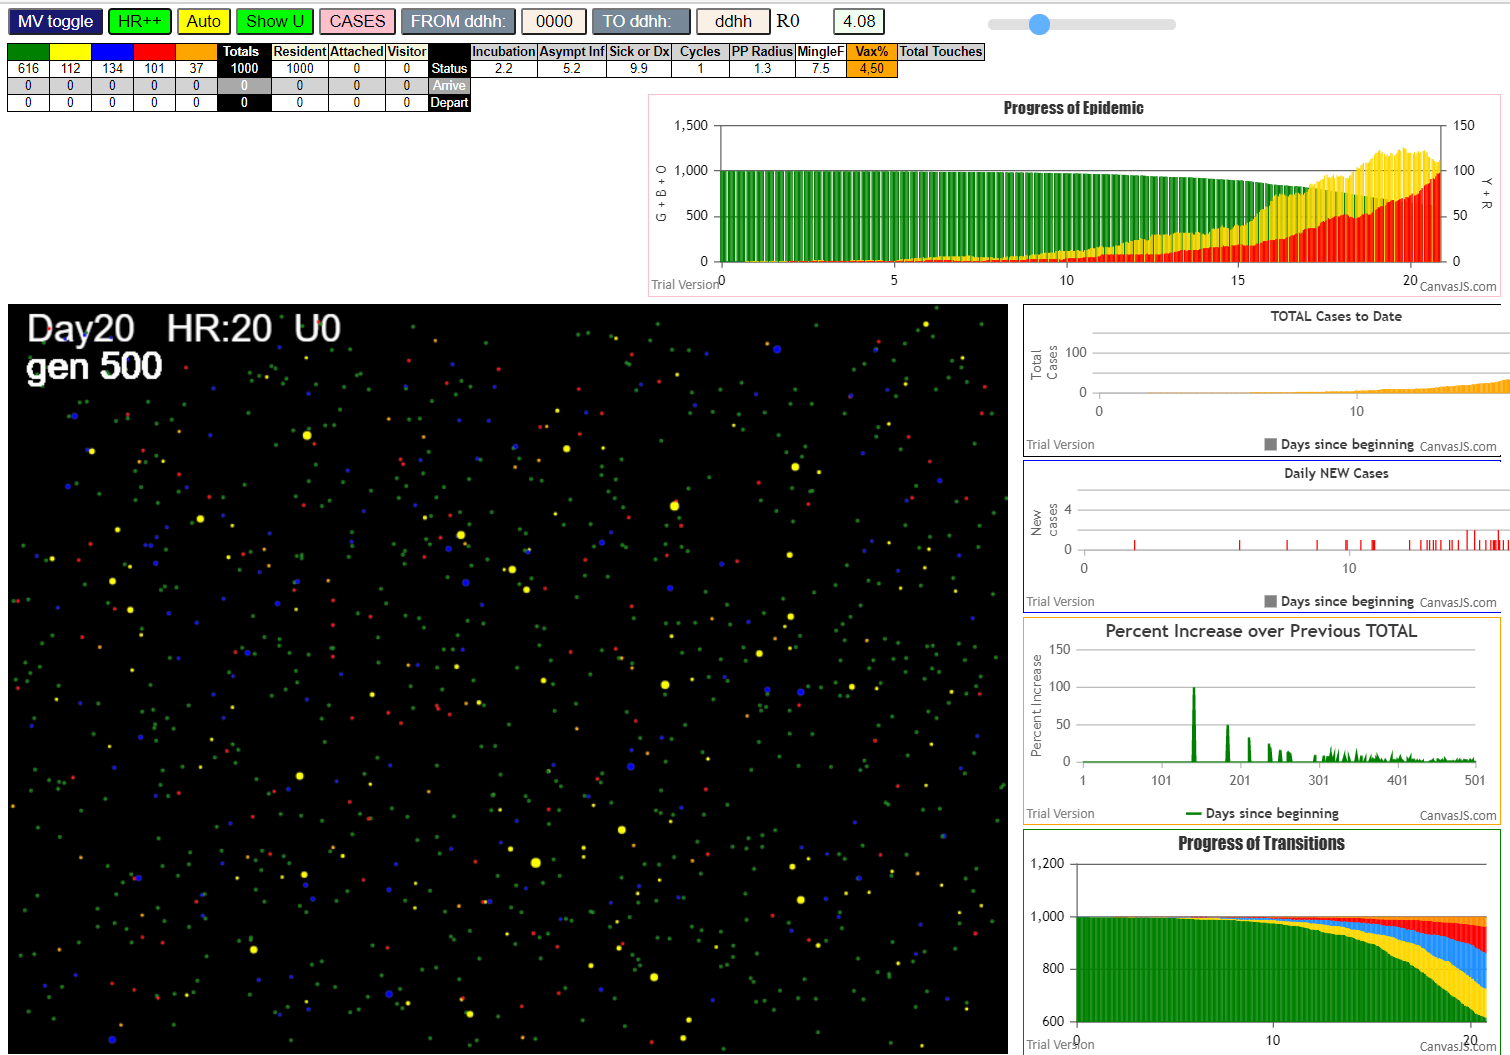 MV toggle HR++ Auto Show U CASES FROM ddhh: 0000 TO ddhh: ddhh R0 4.08
Totals Resident Attached Visitor Incubation Asympt Inf Sick or Dx Cycles PP Radius MingleF Vax% Total Touches
616 112 134 101 37 1000 1000 0 0 Status 2.2 5.2 9.9 1 1.3 7.5 4,50
0 0 0 0 0 0 0 0 0 Arrive
0 0 0 0 0 0 0 0 0 Depart
Progress of Epidemic
1,500 150
1,000 100
500 50
0 0
G + B + O
Y + R
0 5 10 15 20
Trial Version CanvasJS.com
Day20 HR:20 U0
gen 500
TOTAL Cases to Date
Total
Cases
100
0
0 10
Days since beginning
Trial Version CanvasJS.com
Daily NEW Cases
New
cases
4
0
0 10
Days since beginning
Trial Version CanvasJS.com
Percent Increase over Previous TOTAL
Percent Increase
150
100
50
0
1 101 201 301 401 501
Days since beginning
Trial Version CanvasJS.com
Progress of Transitions
1,200
1,000
800
600
0 10 20
Trial Version CanvasJS.com